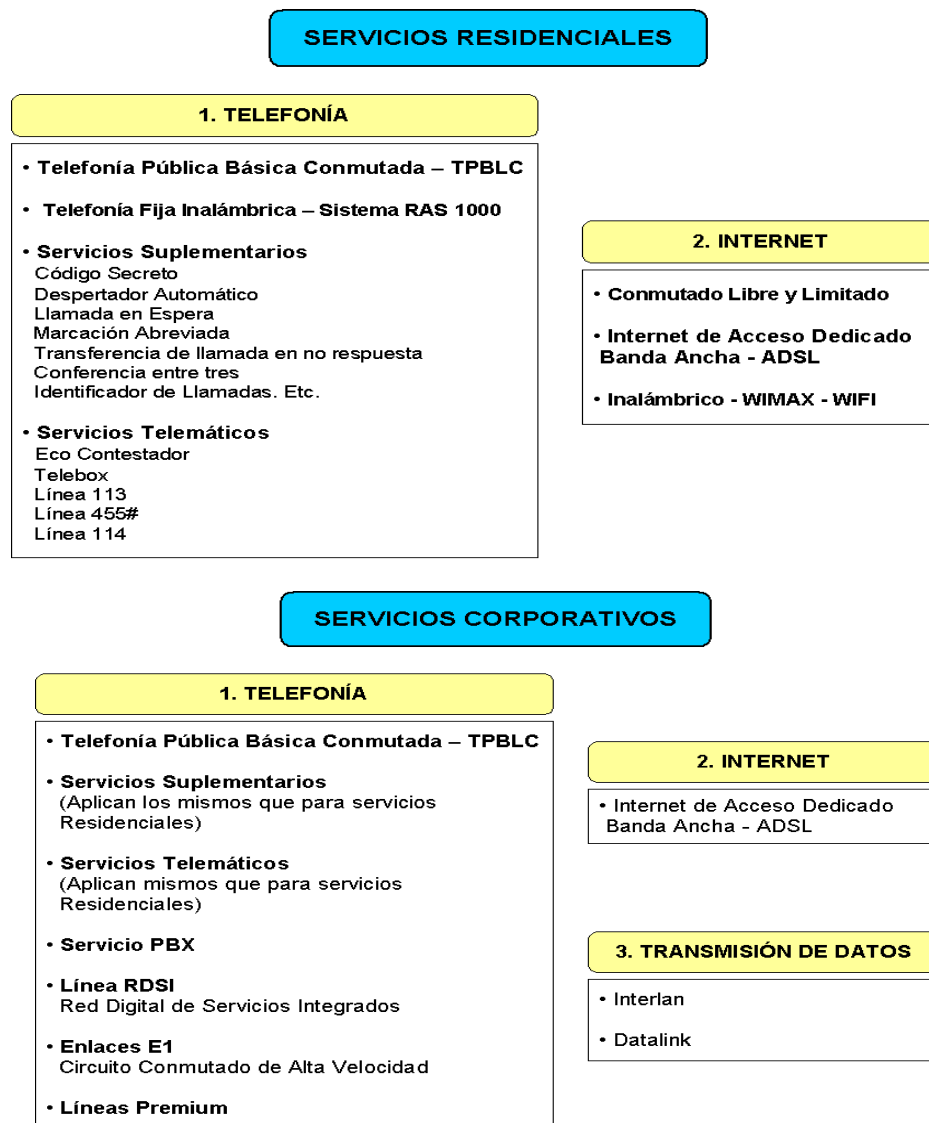 SERVICIOS RESIDENCIALES
1. TELEFONÍA
• Telefonía Pública Básica Conmutada – TPBLC
• Telefonía Fija Inalámbrica – Sistema RAS 1000
• Servicios Suplementarios
Código Secreto
Despertador Automático
Llamada en Espera
Marcación Abreviada
Transferencia de llamada en no respuesta
Conferencia entre tres
Identificador de Llamadas. Etc.
• Servicios Telemáticos
Eco Contestador
Telebox
Línea 113
Línea 455#
Línea 114
2. INTERNET
• Conmutado Libre y Limitado
• Internet de Acceso Dedicado
Banda Ancha - ADSL
• Inalámbrico - WIMAX - WIFI
SERVICIOS CORPORATIVOS
1. TELEFONÍA
• Telefonía Pública Básica Conmutada – TPBLC
• Servicios Suplementarios
(Aplican los mismos que para servicios
Residenciales)
• Servicios Telemáticos
(Aplican mismos que para servicios
Residenciales)
• Servicio PBX
• Línea RDSI
Red Digital de Servicios Integrados
• Enlaces E1
Circuito Conmutado de Alta Velocidad
• Líneas Premium
2. INTERNET
• Internet de Acceso Dedicado
Banda Ancha - ADSL
3. TRANSMISIÓN DE DATOS
• Interlan
• Datalink